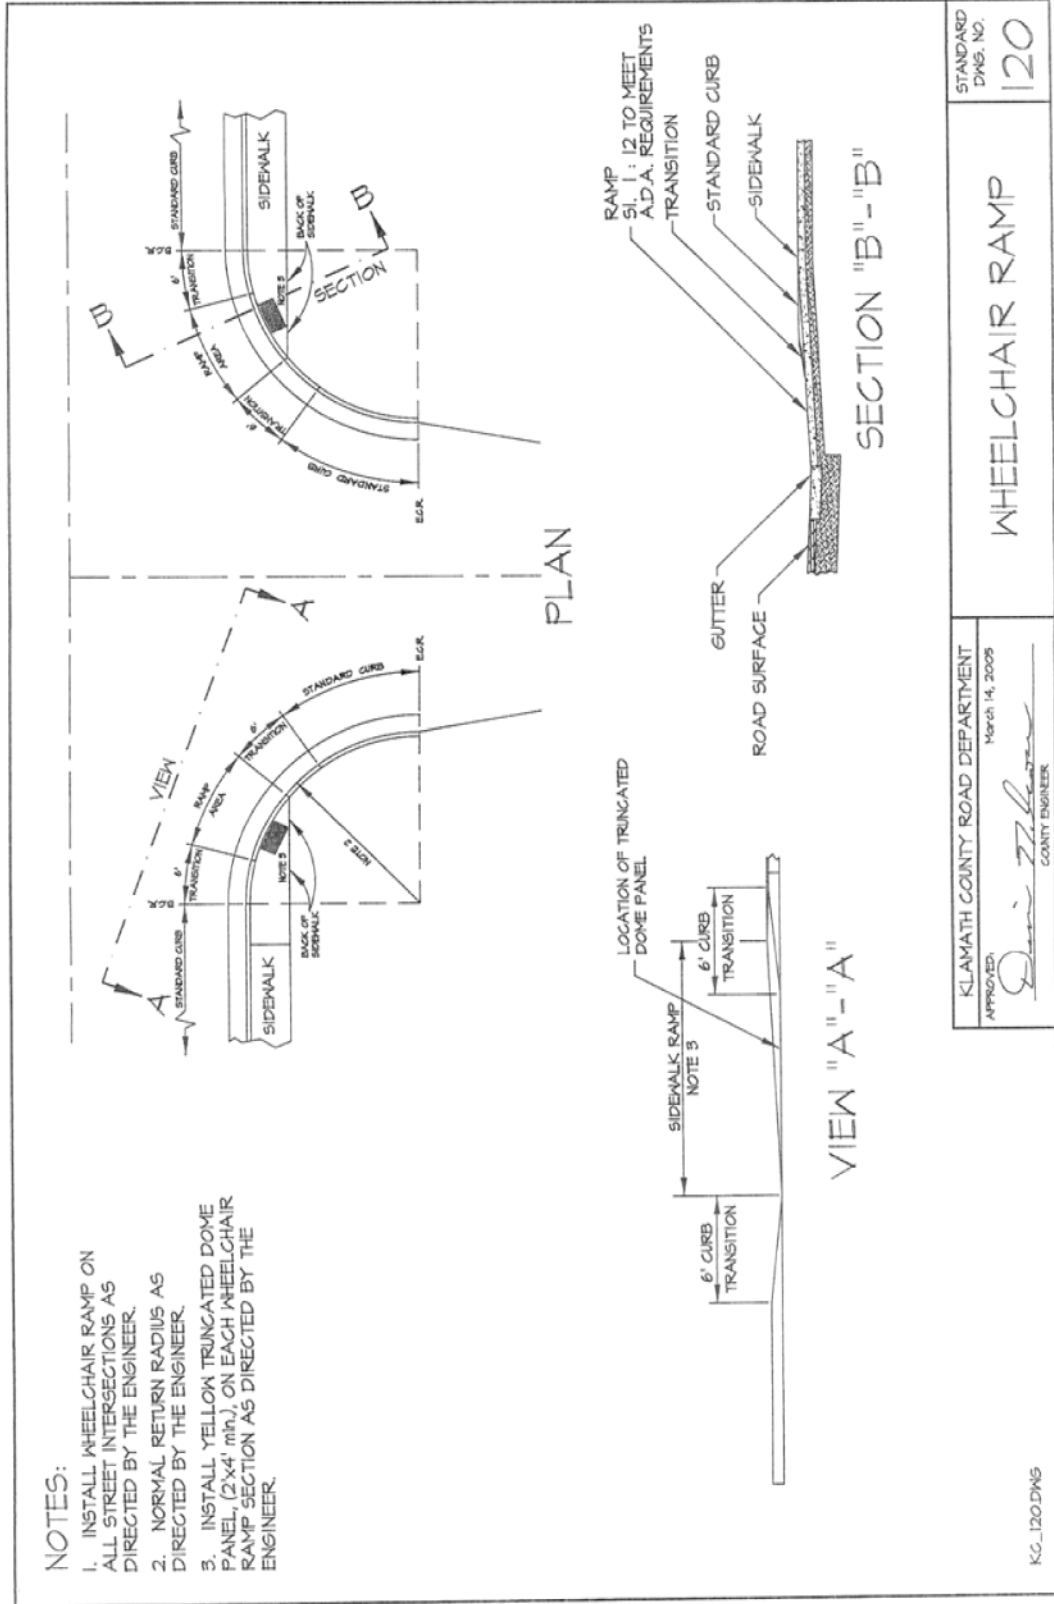 NOTES:
1. INSTALL WHEELCHAIR RAMP ON
ALL STREET INTERSECTIONS AS
DIRECTED BY THE ENGINEER.
2. NORMAL RETURN RADIUS AS
DIRECTED BY THE ENGINEER.
3. INSTALL YELLOW TRUNCATED DOME
PANEL, (2'x4' min.), ON EACH WHEELCHAIR
RAMP SECTION AS DIRECTED BY THE
ENGINEER.
A
VIEW
A
STANDARD CURB
B.C.R.
6'
TRANSITION
RAMP
AREA
6'
TRANSITION
STANDARD CURB
E.C.R.
SIDEWALK
NOTE 3
BACK OF
SIDEWALK
NOTE 2
B
SECTION
B
STANDARD CURB
B.C.R.
6'
TRANSITION
RAMP
AREA
6'
TRANSITION
STANDARD CURB
E.C.R.
SIDEWALK
NOTE 3
BACK OF
SIDEWALK
PLAN
6' CURB
TRANSITION
SIDEWALK RAMP
NOTE 3
6' CURB
TRANSITION
LOCATION OF TRUNCATED
DOME PANEL
VIEW "A"-"A"
RAMP
Sl. 1 : 12 TO MEET
A.D.A. REQUIREMENTS
TRANSITION
STANDARD CURB
SIDEWALK
GUTTER
ROAD SURFACE
SECTION "B"-"B"
KC_120.DWG
KLAMATH COUNTY ROAD DEPARTMENT
APPROVED:
March 14, 2005
COUNTY ENGINEER
WHEELCHAIR RAMP
STANDARD
DWG. NO.
120